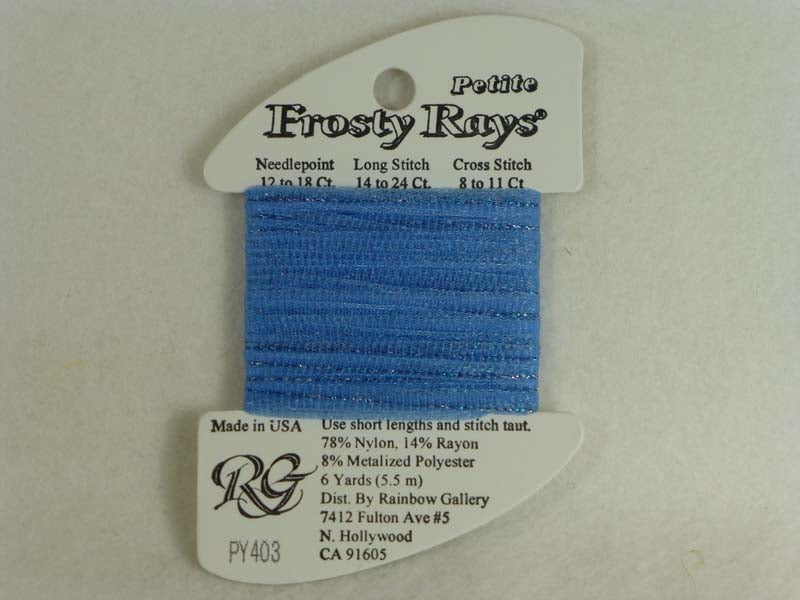 Petite
Frosty Rays®
Needlepoint Long Stitch Cross Stitch
12 to 18 Ct. 14 to 24 Ct. 8 to 11 Ct
Made in USA Use short lengths and stitch taut.
78% Nylon, 14% Rayon
8% Metalized Polyester
6 Yards (5.5 m)
RG
Dist. By Rainbow Gallery
7412 Fulton Ave #5
N. Hollywood
PY403
CA 91605